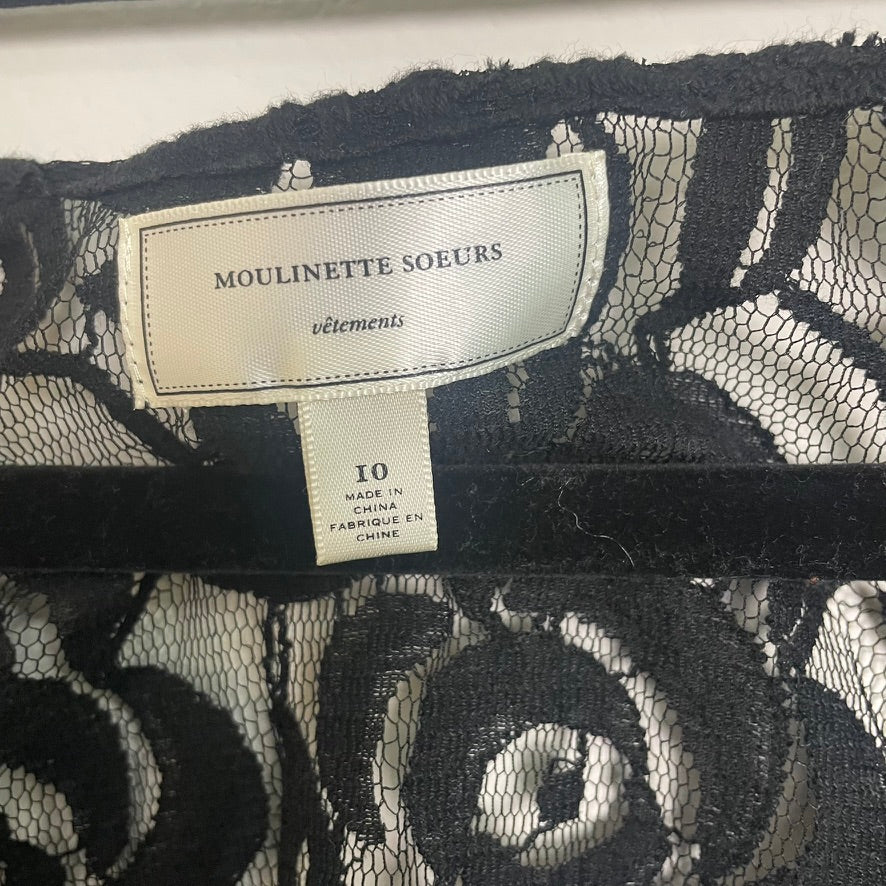 MOULINETTE SOEURS
vêtements
10
MADE IN
CHINA
FABRIQUE EN
CHINE